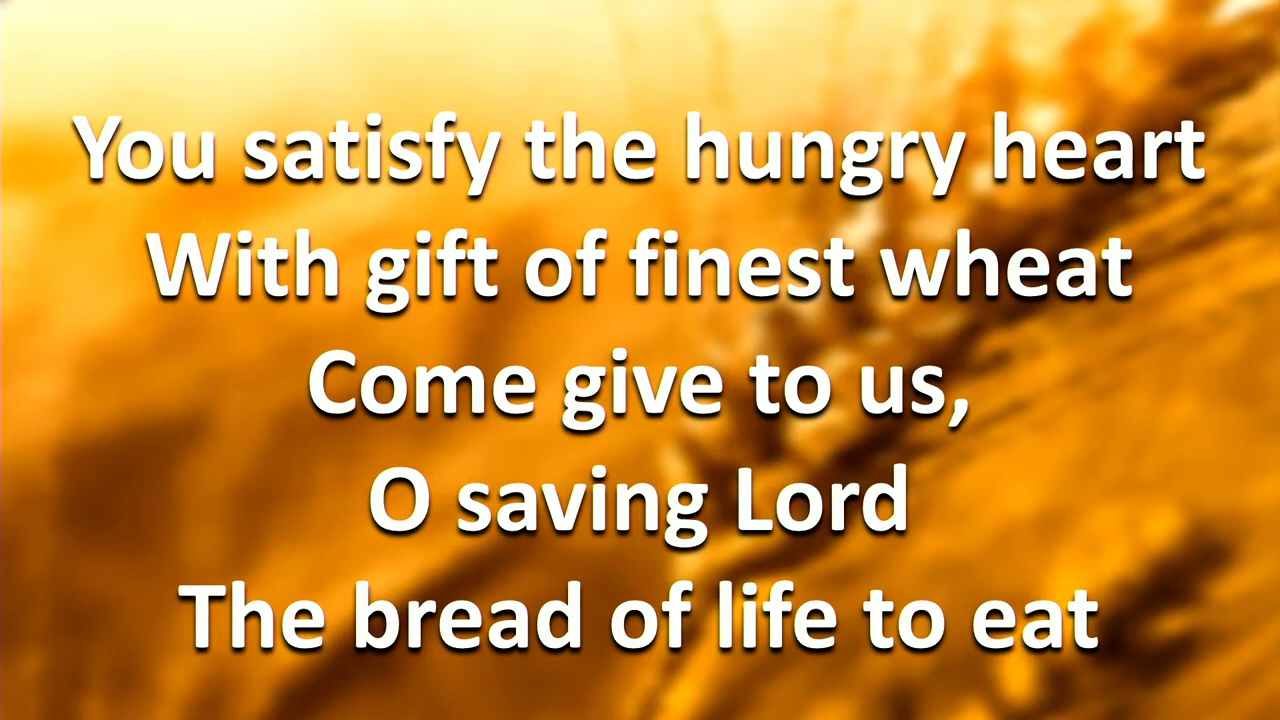 You satisfy the hungry heart
With gift of finest wheat
Come give to us,
O saving Lord
The bread of life to eat